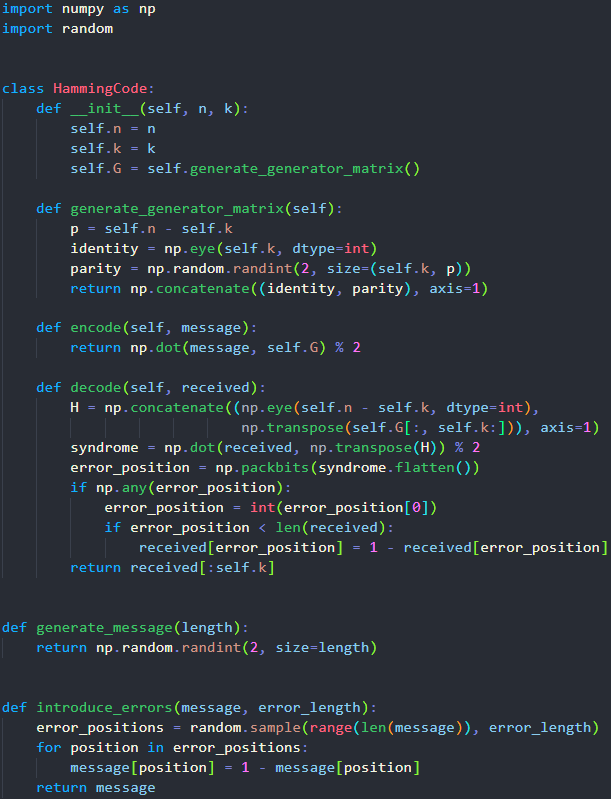 import numpy as np
import random


class HammingCode:
    def __init__(self, n, k):
        self.n = n
        self.k = k
        self.G = self.generate_generator_matrix()

    def generate_generator_matrix(self):
        p = self.n - self.k
        identity = np.eye(self.k, dtype=int)
        parity = np.random.randint(2, size=(self.k, p))
        return np.concatenate((identity, parity), axis=1)

    def encode(self, message):
        return np.dot(message, self.G) % 2

    def decode(self, received):
        H = np.concatenate((np.eye(self.n - self.k, dtype=int),
                            np.transpose(self.G[:, self.k:])), axis=1)
        syndrome = np.dot(received, np.transpose(H)) % 2
        error_position = np.packbits(syndrome.flatten())
        if np.any(error_position):
            error_position = int(error_position[0])
            if error_position < len(received):
                received[error_position] = 1 - received[error_position]
        return received[:self.k]


def generate_message(length):
    return np.random.randint(2, size=length)


def introduce_errors(message, error_length):
    error_positions = random.sample(range(len(message)), error_length)
    for position in error_positions:
        message[position] = 1 - message[position]
    return message